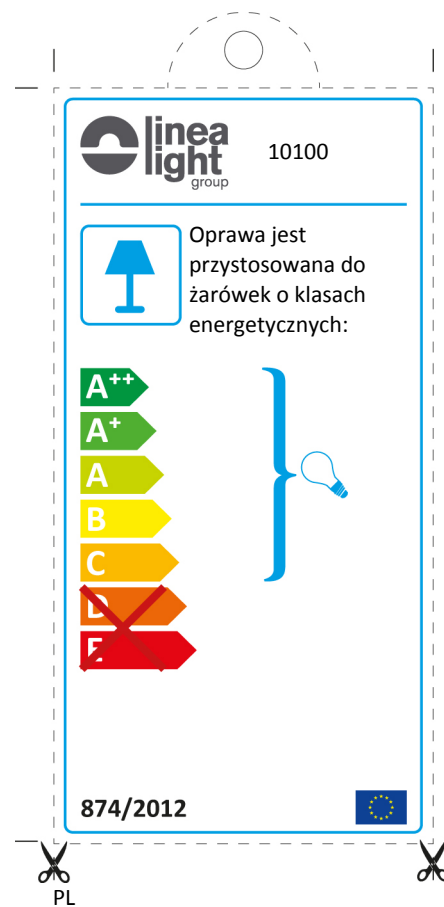 linea
light
group
10100
Oprawa jest
przystosowana do
żarówek o klasach
energetycznych:
A++
A+
A
B
C
D
E
874/2012
PL